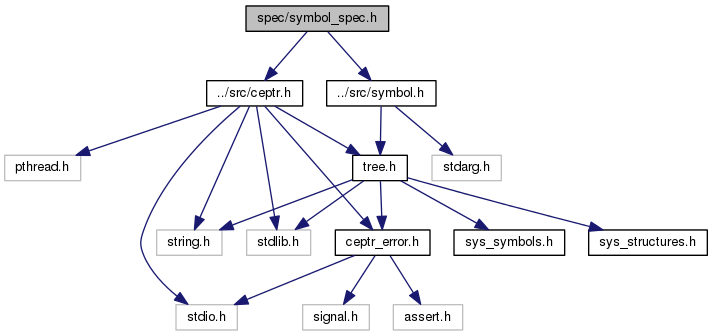 spec/symbol_spec.h
../src/ceptr.h
../src/symbol.h
pthread.h
tree.h
stdarg.h
string.h
stdlib.h
ceptr_error.h
sys_symbols.h
sys_structures.h
stdio.h
signal.h
assert.h